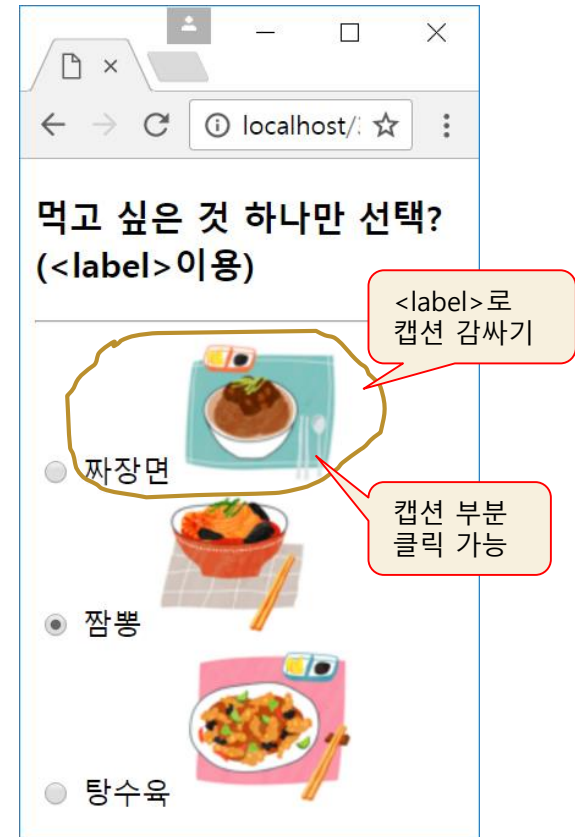 localhost/:
먹고 싶은 것 하나만 선택?
(<label>이용)
<label>로
캡션 감싸기
짜장면
캡션 부분
클릭 가능
짬뽕
탕수육